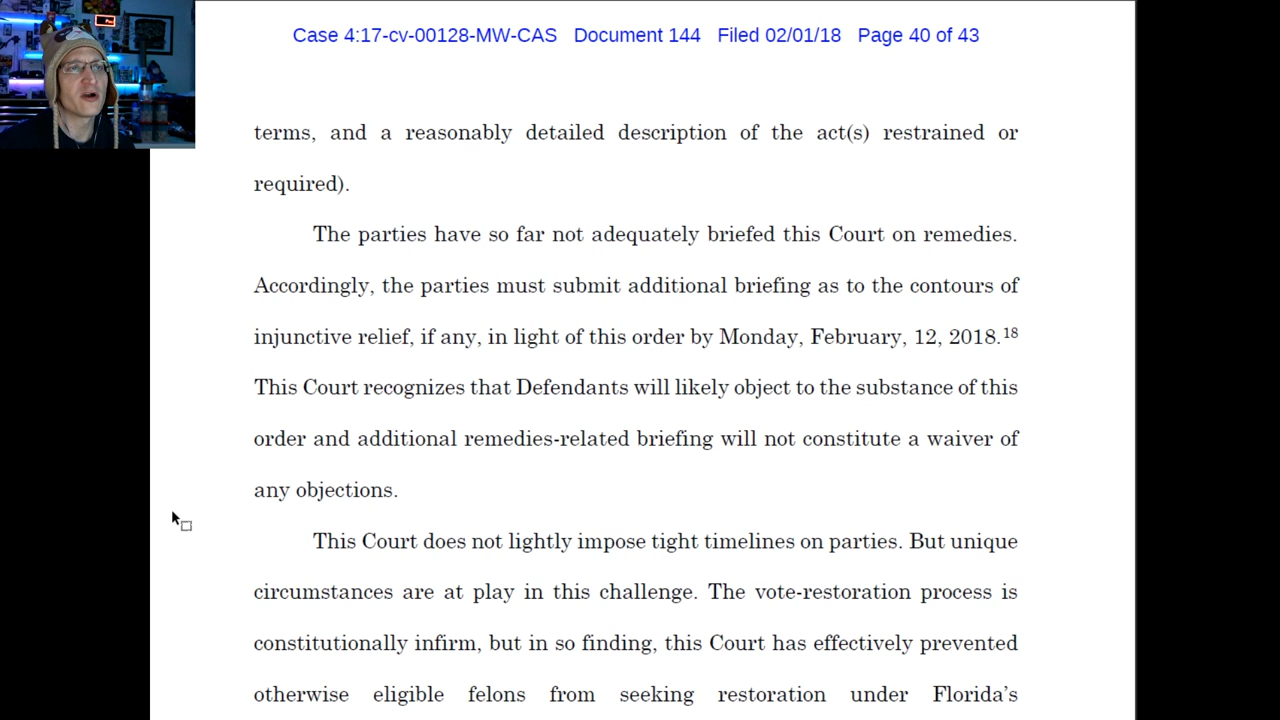 Case 4:17-cv-00128-MW-CAS Document 144 Filed 02/01/18 Page 40 of 43
terms, and a reasonably detailed description of the act(s) restrained or
required).
The parties have so far not adequately briefed this Court on remedies.
Accordingly, the parties must submit additional briefing as to the contours of
injunctive relief, if any, in light of this order by Monday, February, 12, 2018.18
This Court recognizes that Defendants will likely object to the substance of this
order and additional remedies-related briefing will not constitute a waiver of
any objections.
This Court does not lightly impose tight timelines on parties. But unique
circumstances are at play in this challenge. The vote-restoration process is
constitutionally infirm, but in so finding, this Court has effectively prevented
otherwise eligible felons from seeking restoration under Florida’s